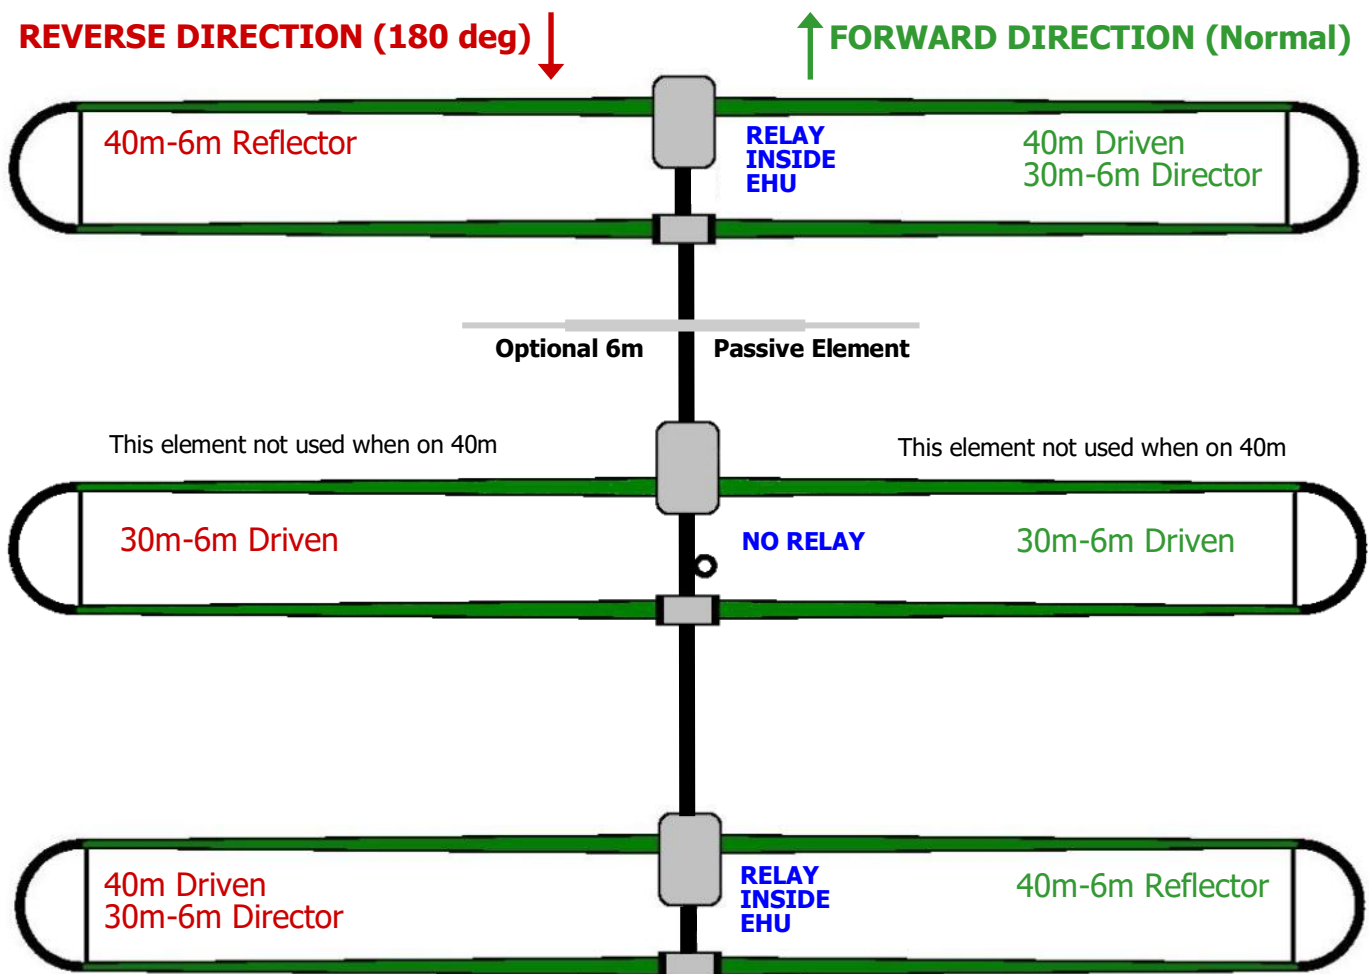 REVERSE DIRECTION (180 deg)
FORWARD DIRECTION (Normal)
40m-6m Reflector
RELAY
INSIDE
EHU
40m Driven
30m-6m Director
Optional 6m
Passive Element
This element not used when on 40m
This element not used when on 40m
30m-6m Driven
NO RELAY
30m-6m Driven
40m Driven
30m-6m Director
RELAY
INSIDE
EHU
40m-6m Reflector